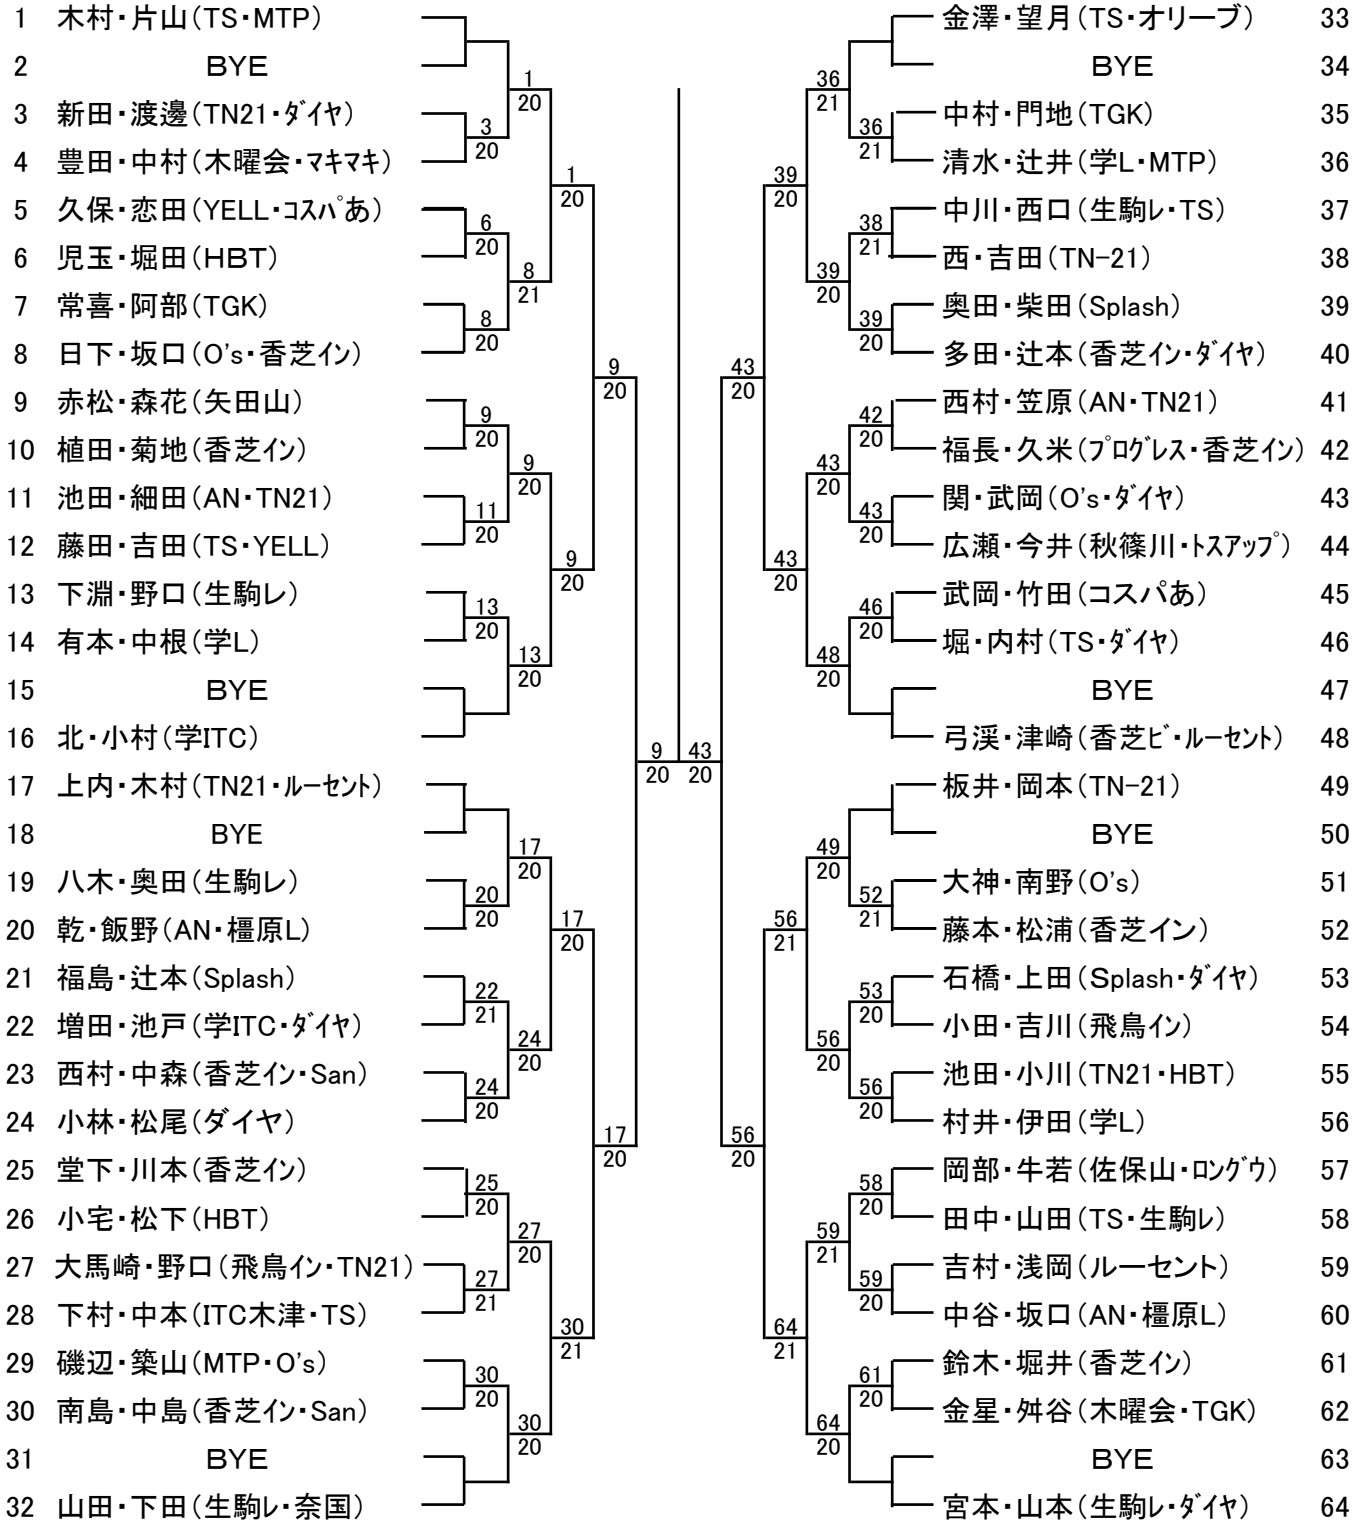 1 木村・片山(TS・MTP)
2 BYE
3 新田・渡邊(TN21・ダイヤ)
4 豊田・中村(木曜会・マキマキ)
5 久保・恋田(YELL・コスパあ)
6 児玉・堀田(HBT)
7 常喜・阿部(TGK)
8 日下・坂口(O's・香芝イン)
9 赤松・森花(矢田山)
10 植田・菊地(香芝イン)
11 池田・細田(AN・TN21)
12 藤田・吉田(TS・YELL)
13 下淵・野口(生駒レ)
14 有本・中根(学L)
15 BYE
16 北・小村(学ITC)
17 上内・木村(TN21・ルーセント)
18 BYE
19 八木・奥田(生駒レ)
20 乾・飯野(AN・橿原L)
21 福島・辻本(Splash)
22 増田・池戸(学ITC・ダイヤ)
23 西村・中森(香芝イン・San)
24 小林・松尾(ダイヤ)
25 堂下・川本(香芝イン)
26 小宅・松下(HBT)
27 大馬崎・野口(飛鳥イン・TN21)
28 下村・中本(ITC木津・TS)
29 磯辺・築山(MTP・O's)
30 南島・中島(香芝イン・San)
31 BYE
32 山田・下田(生駒レ・奈国)
3
20
6
20
8
20
9
20
11
20
13
20
20
20
22
21
24
20
25
20
27
21
30
20
1
20
8
21
9
20
13
20
17
20
24
20
27
20
30
20
1
20
9
20
17
20
30
21
9
20
17
20
9
20
43
20
43
20
56
20
39
20
43
20
56
21
64
21
36
21
39
20
43
20
48
20
49
20
56
20
59
21
64
20
36
21
38
21
39
20
42
20
43
20
46
20
52
21
53
20
56
20
58
20
59
20
61
20
金澤・望月(TS・オリーブ) 33
BYE 34
中村・門地(TGK) 35
清水・辻井(学L・MTP) 36
中川・西口(生駒レ・TS) 37
西・吉田(TN-21) 38
奥田・柴田(Splash) 39
多田・辻本(香芝イン・ダイヤ) 40
西村・笠原(AN・TN21) 41
福長・久米(プログレス・香芝イン) 42
関・武岡(O's・ダイヤ) 43
広瀬・今井(秋篠川・トスアップ) 44
武岡・竹田(コスパあ) 45
堀・内村(TS・ダイヤ) 46
BYE 47
弓渓・津崎(香芝ビ・ルーセント) 48
板井・岡本(TN-21) 49
BYE 50
大神・南野(O's) 51
藤本・松浦(香芝イン) 52
石橋・上田(Splash・ダイヤ) 53
小田・吉川(飛鳥イン) 54
池田・小川(TN21・HBT) 55
村井・伊田(学L) 56
岡部・牛若(佐保山・ロングウ) 57
田中・山田(TS・生駒レ) 58
吉村・浅岡(ルーセント) 59
中谷・坂口(AN・橿原L) 60
鈴木・堀井(香芝イン) 61
金星・舛谷(木曜会・TGK) 62
BYE 63
宮本・山本(生駒レ・ダイヤ) 64